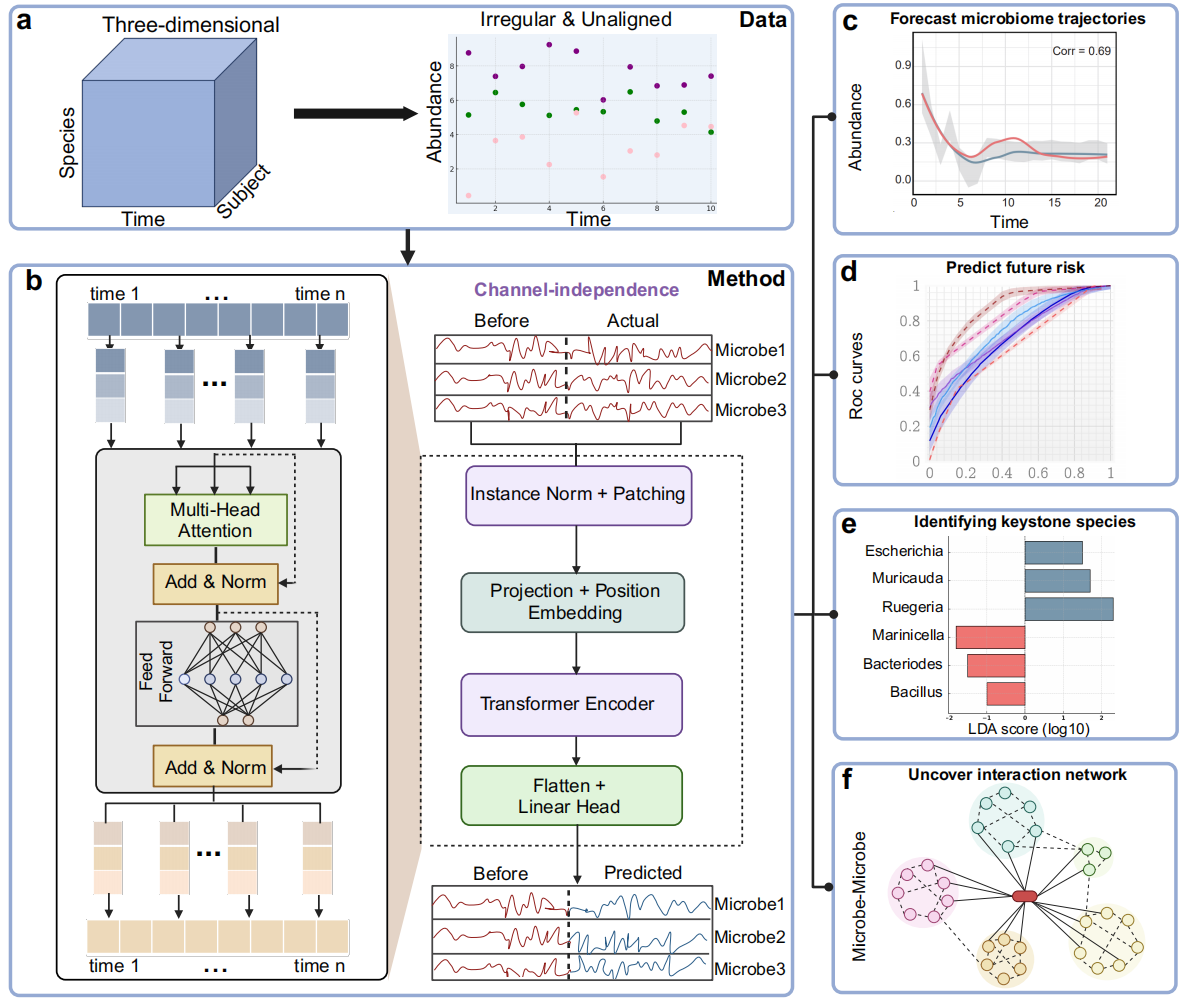 a
Three-dimensional
Species
Time
Subject
Irregular & Unaligned
Data
Abundance
8
6
4
2
2
4
6
8
10
Time
b
Method
time 1
...
time n
...
Multi-Head
Attention
Add & Norm
Feed
Forward
Add & Norm
...
time 1
...
time n
Channel-independence
Before
Actual
Microbe1
Microbe2
Microbe3
Instance Norm + Patching
Projection + Position
Embedding
Transformer Encoder
Flatten +
Linear Head
Before
Predicted
Microbe1
Microbe2
Microbe3
c
Forecast microbiome trajectories
Corr = 0.69
Abundance
0.9
0.6
0.3
0.0
0
5
10
15
20
Time
d
Predict future risk
Roc curves
1
0.8
0.6
0.4
0.2
0
0
0.2
0.4
0.6
0.8
1
e
Identifying keystone species
Escherichia
Muricauda
Ruegeria
Marinicella
Bacteriodes
Bacillus
-2
-1
0
1
2
LDA score (log10)
f
Uncover interaction network
Microbe-Microbe